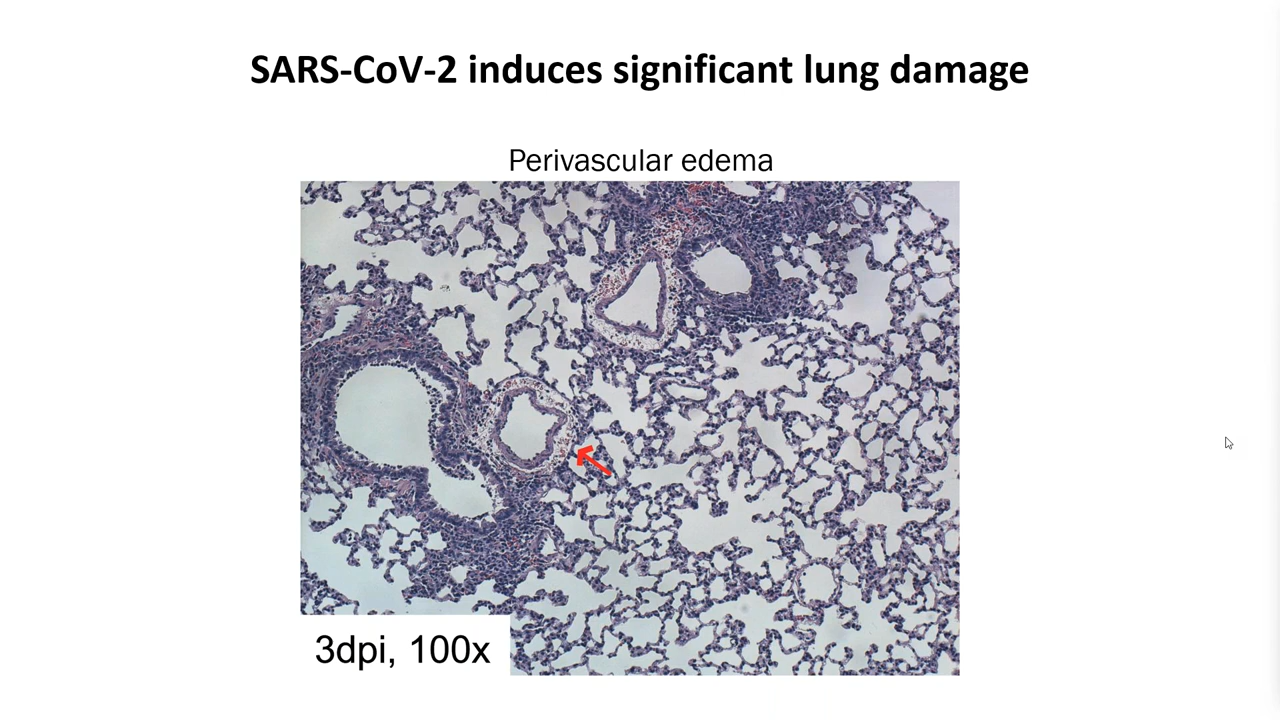 SARS-CoV-2 induces significant lung damage
Perivascular edema
3dpi, 100x